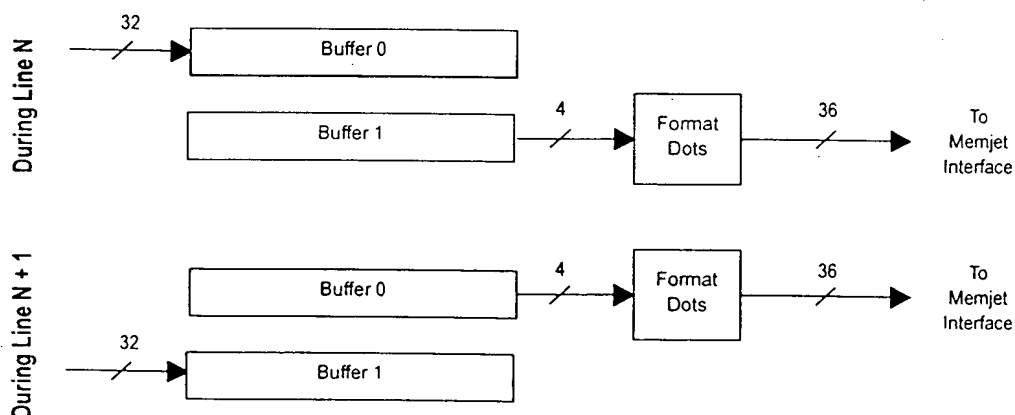 During Line N
32
Buffer 0
Buffer 1
4
Format
Dots
36
To
Memjet
Interface
During Line N + 1
Buffer 0
4
Format
Dots
36
To
Memjet
Interface
32
Buffer 1